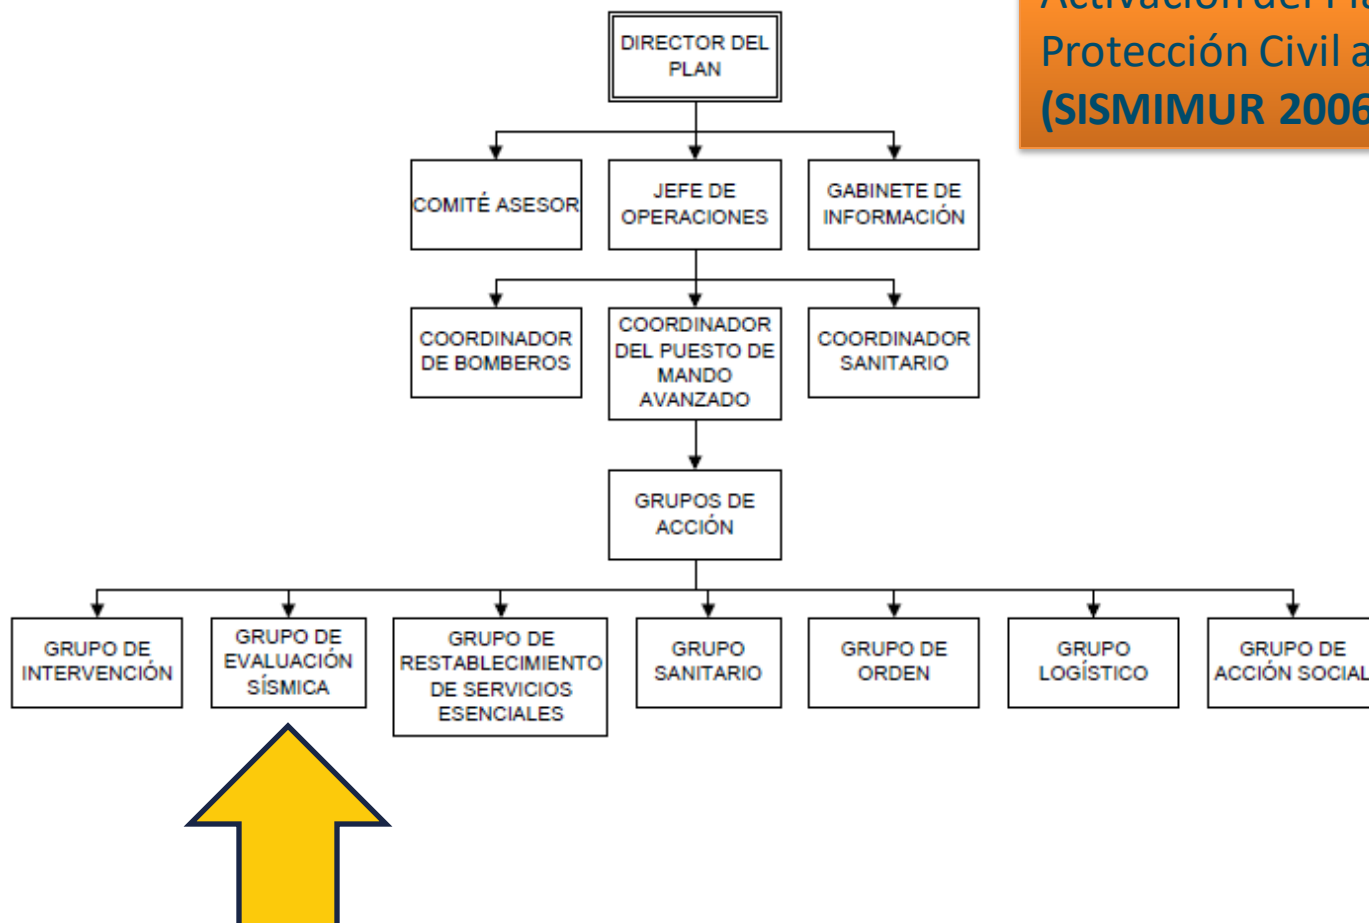 Protección Civil a
(SISMIMUR 2006
DIRECTOR DEL
PLAN
COMITÉ ASESOR
JEFE DE
OPERACIONES
GABINETE DE
INFORMACIÓN
COORDINADOR
DE BOMBEROS
COORDINADOR
DEL PUESTO DE
MANDO
AVANZADO
COORDINADOR
SANITARIO
GRUPOS DE
ACCIÓN
GRUPO DE
INTERVENCIÓN
GRUPO DE
EVALUACIÓN
SÍSMICA
GRUPO DE
RESTABLECIMIENTO
DE SERVICIOS
ESENCIALES
GRUPO
SANITARIO
GRUPO DE
ORDEN
GRUPO
LOGÍSTICO
GRUPO DE
ACCIÓN SOCIAL